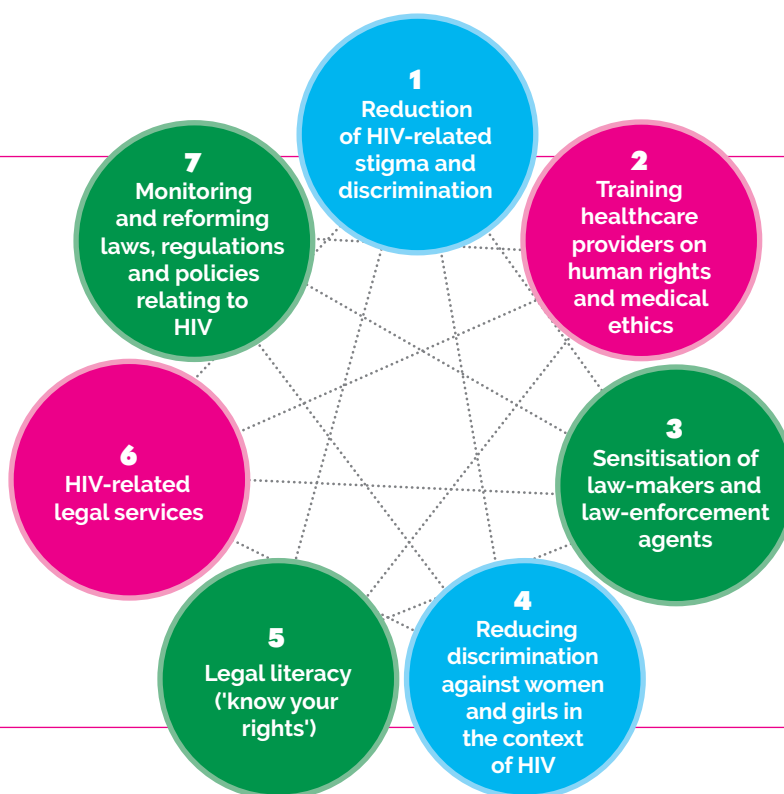 1
Reduction
of HIV-related
stigma and
discrimination
2
Training
healthcare
providers on
human rights
and medical
ethics
3
Sensitisation of
law-makers and
law-enforcement
agents
4
Reducing
discrimination
against women
and girls in
the context
of HIV
5
Legal literacy
('know your
rights')
6
HIV-related
legal services
7
Monitoring
and reforming
laws, regulations
and policies
relating to
HIV